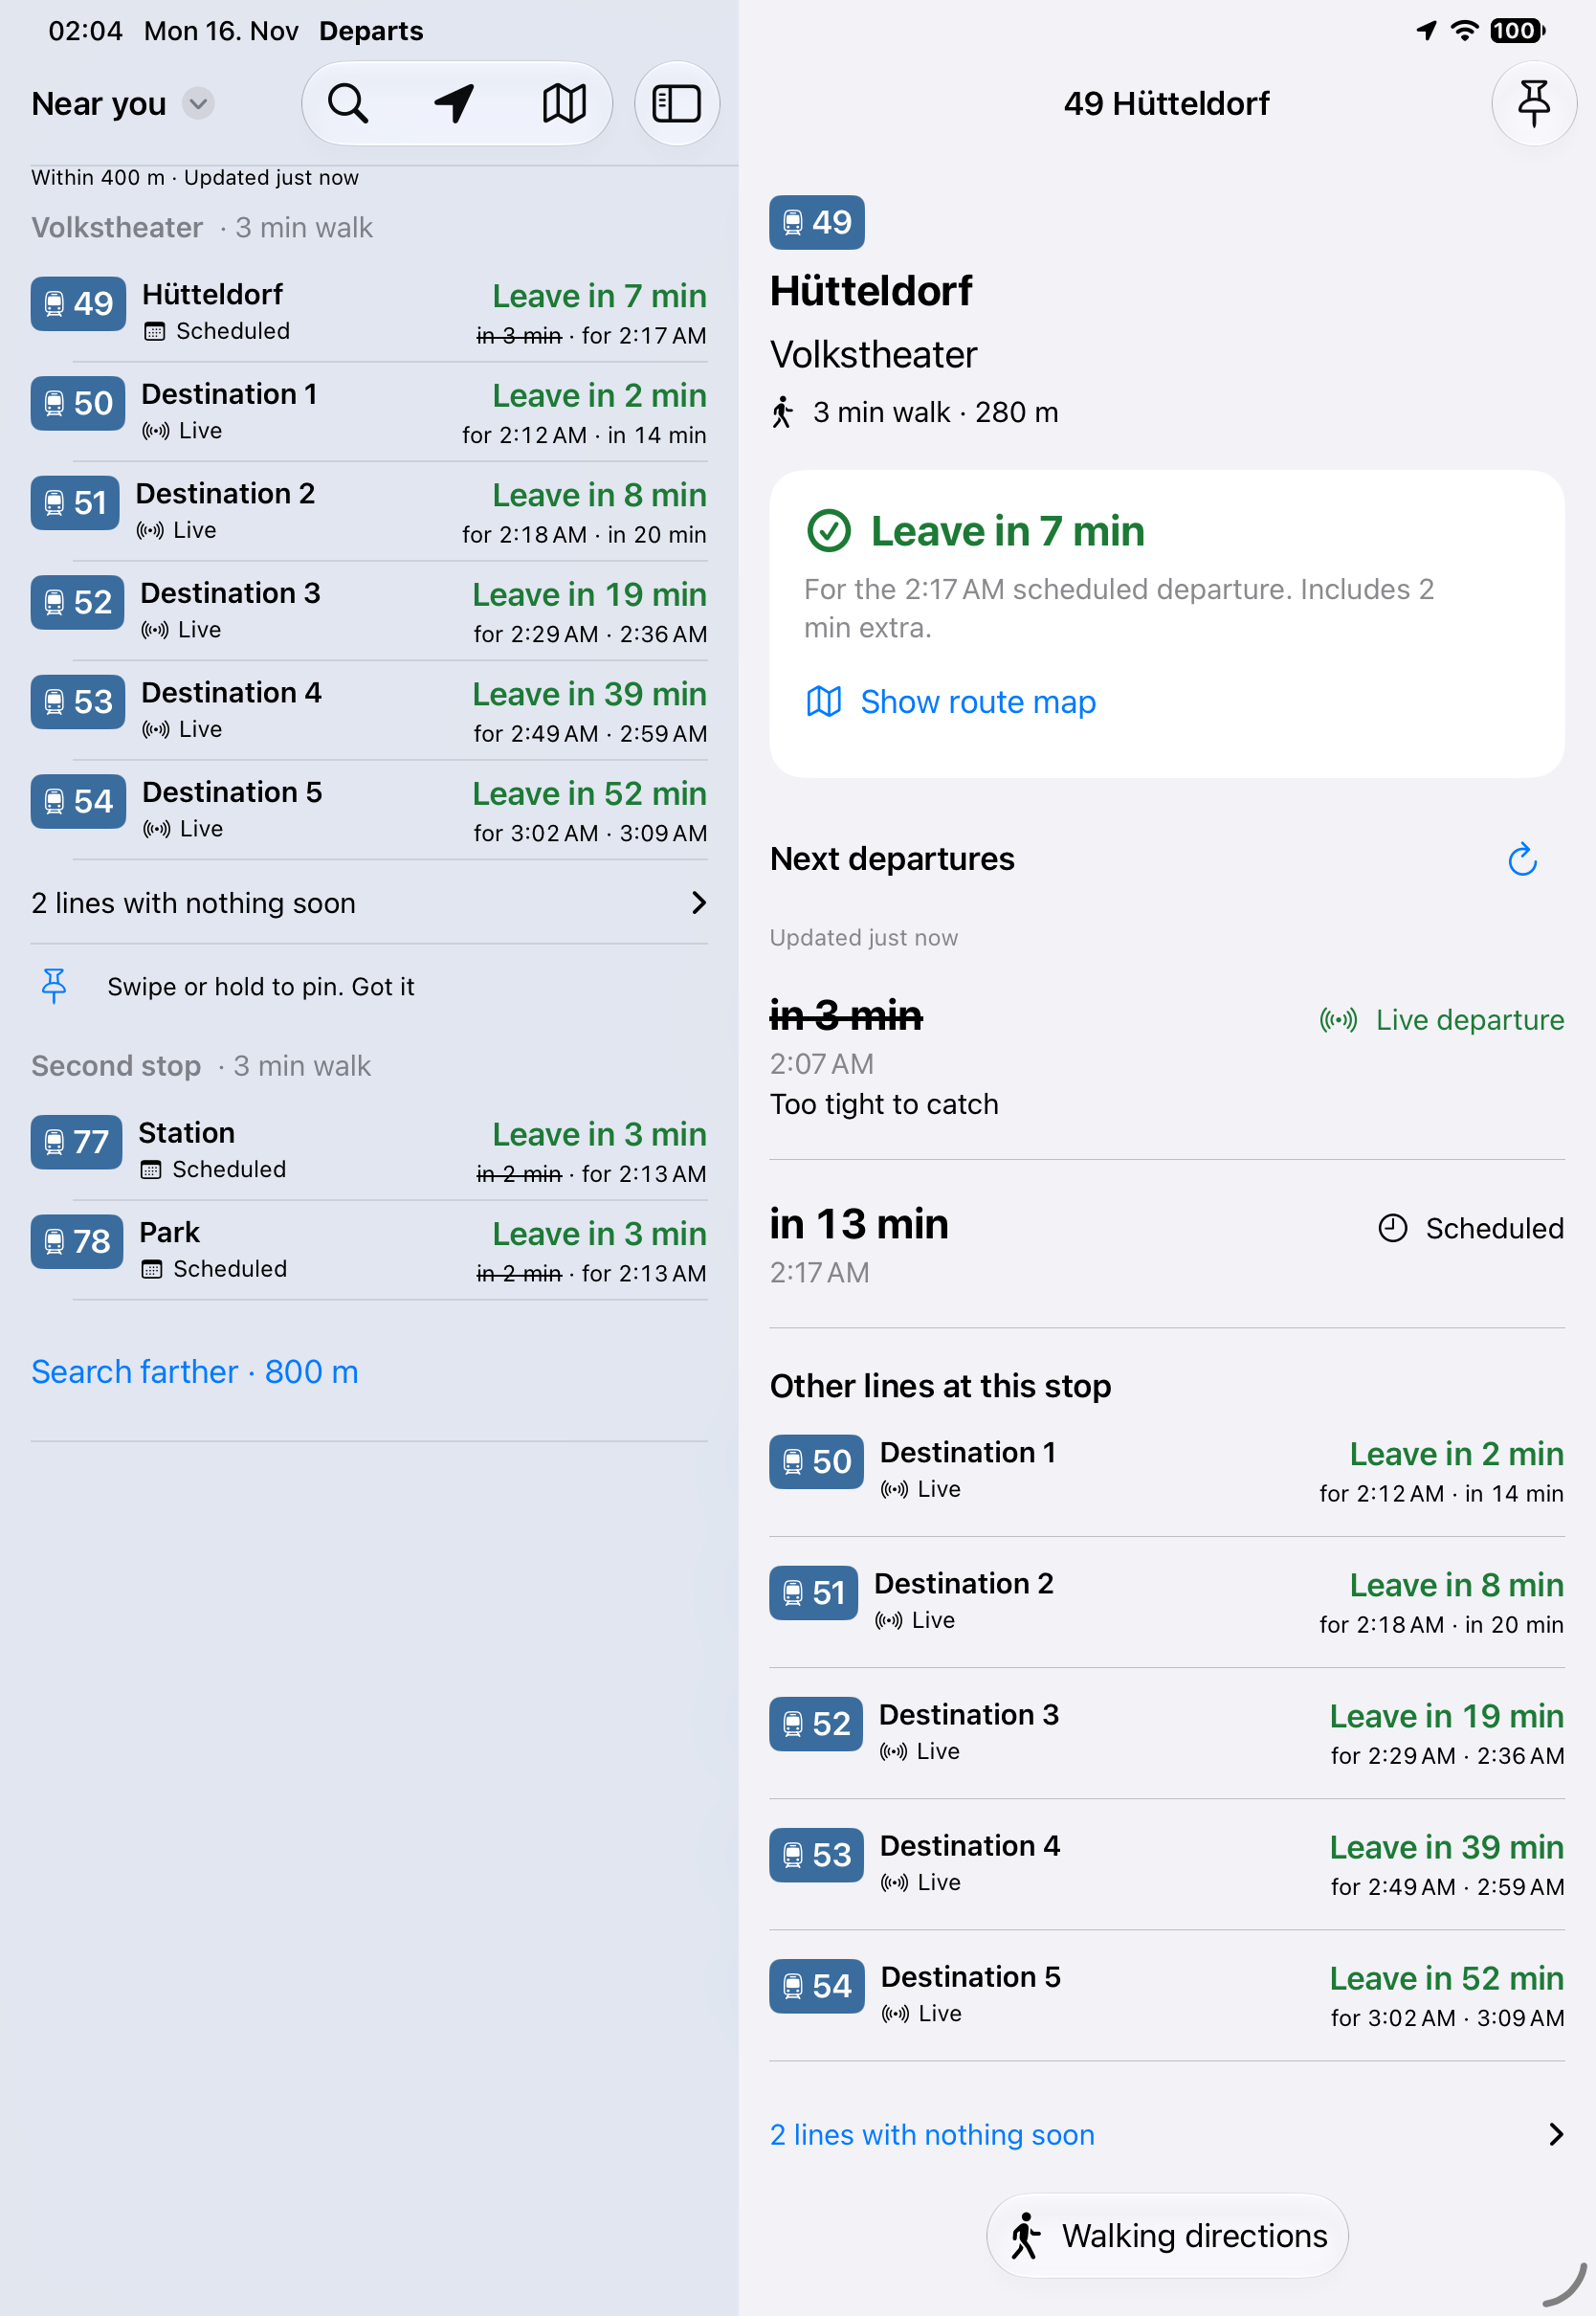 02:04 Mon 16. Nov Departs
100
Near you
Within 400 m · Updated just now
Volkstheater · 3 min walk
49 Hütteldorf Leave in 7 min
Scheduled in 3 min · for 2:17 AM
50 Destination 1 Leave in 2 min
Live for 2:12 AM · in 14 min
51 Destination 2 Leave in 8 min
Live for 2:18 AM · in 20 min
52 Destination 3 Leave in 19 min
Live for 2:29 AM · 2:36 AM
53 Destination 4 Leave in 39 min
Live for 2:49 AM · 2:59 AM
54 Destination 5 Leave in 52 min
Live for 3:02 AM · 3:09 AM
2 lines with nothing soon
Swipe or hold to pin. Got it
Second stop · 3 min walk
77 Station Leave in 3 min
Scheduled in 2 min · for 2:13 AM
78 Park Leave in 3 min
Scheduled in 2 min · for 2:13 AM
Search farther · 800 m
49 Hütteldorf
49
Hütteldorf
Volkstheater
3 min walk · 280 m
Leave in 7 min
For the 2:17 AM scheduled departure. Includes 2
min extra.
Show route map
Next departures
Updated just now
in 3 min Live departure
2:07 AM
Too tight to catch
in 13 min Scheduled
2:17 AM
Other lines at this stop
50 Destination 1 Leave in 2 min
Live for 2:12 AM · in 14 min
51 Destination 2 Leave in 8 min
Live for 2:18 AM · in 20 min
52 Destination 3 Leave in 19 min
Live for 2:29 AM · 2:36 AM
53 Destination 4 Leave in 39 min
Live for 2:49 AM · 2:59 AM
54 Destination 5 Leave in 52 min
Live for 3:02 AM · 3:09 AM
2 lines with nothing soon
Walking directions